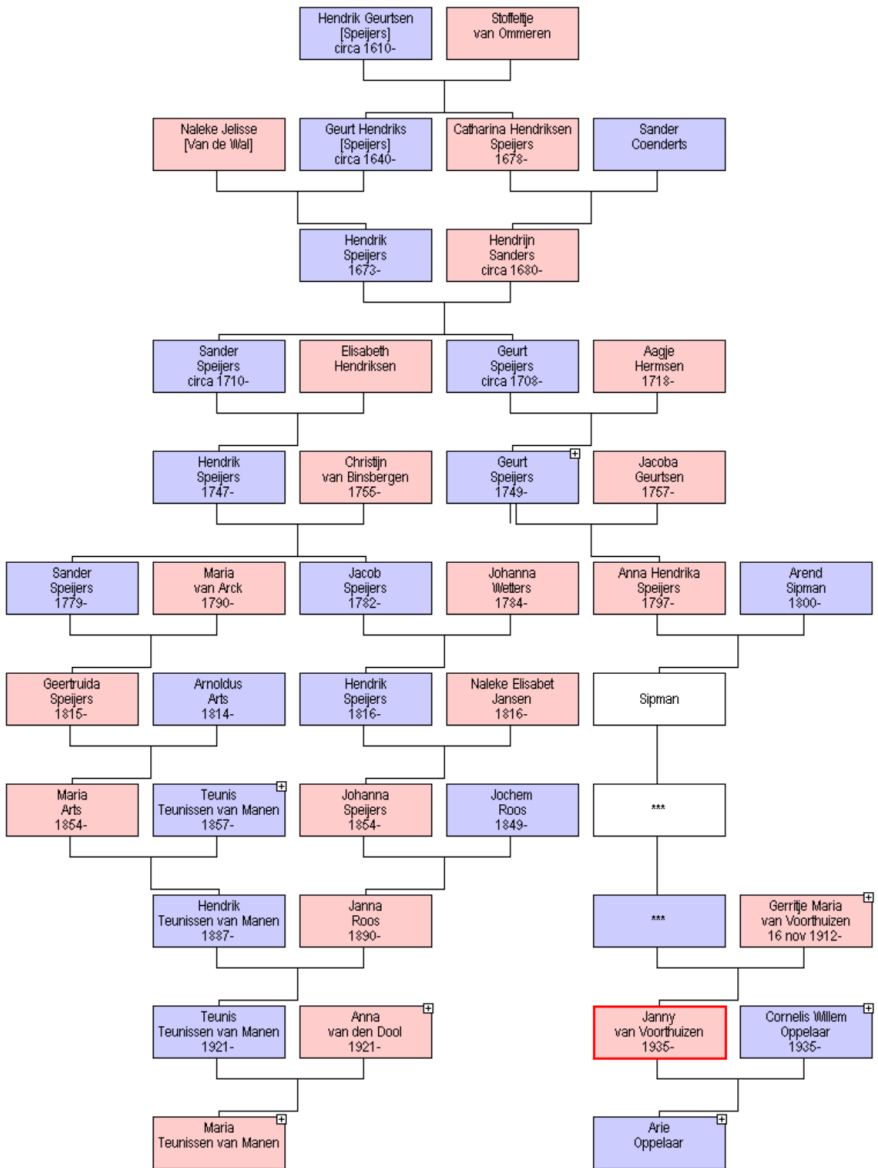 Hendrik Geurtsen
[Speijers]
circa 1610-
Stoffeltje
van Ommeren
Naleke Jelisse
[Van de Wal]
Geurt Hendriks
[Speijers]
circa 1640-
Catharina Hendriksen
Speijers
1678-
Sander
Coenderts
Hendrik
Speijers
1673-
Hendrijn
Sanders
circa 1680-
Sander
Speijers
circa 1710-
Elisabeth
Hendriksen
Geurt
Speijers
circa 1708-
Aagje
Hermsen
1718-
Hendrik
Speijers
1747-
Christijn
van Binsbergen
1755-
Geurt
Speijers
1749-
Jacoba
Geurtsen
1757-
Sander
Speijers
1779-
Maria
van Arck
1790-
Jacob
Speijers
1782-
Johanna
Wetters
1784-
Anna Hendrika
Speijers
1797-
Arend
Sipman
1800-
Geertruida
Speijers
1815-
Arnoldus
Arts
1814-
Hendrik
Speijers
1816-
Naleke Elisabet
Jansen
1816-
Sipman
Maria
Arts
1854-
Teunis
Teunissen van Manen
1857-
Johanna
Speijers
1854-
Jochem
Roos
1849-
***
Hendrik
Teunissen van Manen
1887-
Janna
Roos
1890-
***
Gerritje Maria
van Voorthuizen
16 nov 1912-
Teunis
Teunissen van Manen
1921-
Anna
van den Dool
1921-
Janny
van Voorthuizen
1935-
Cornelis Willem
Oppelaar
1935-
Maria
Teunissen van Manen
Arie
Oppelaar